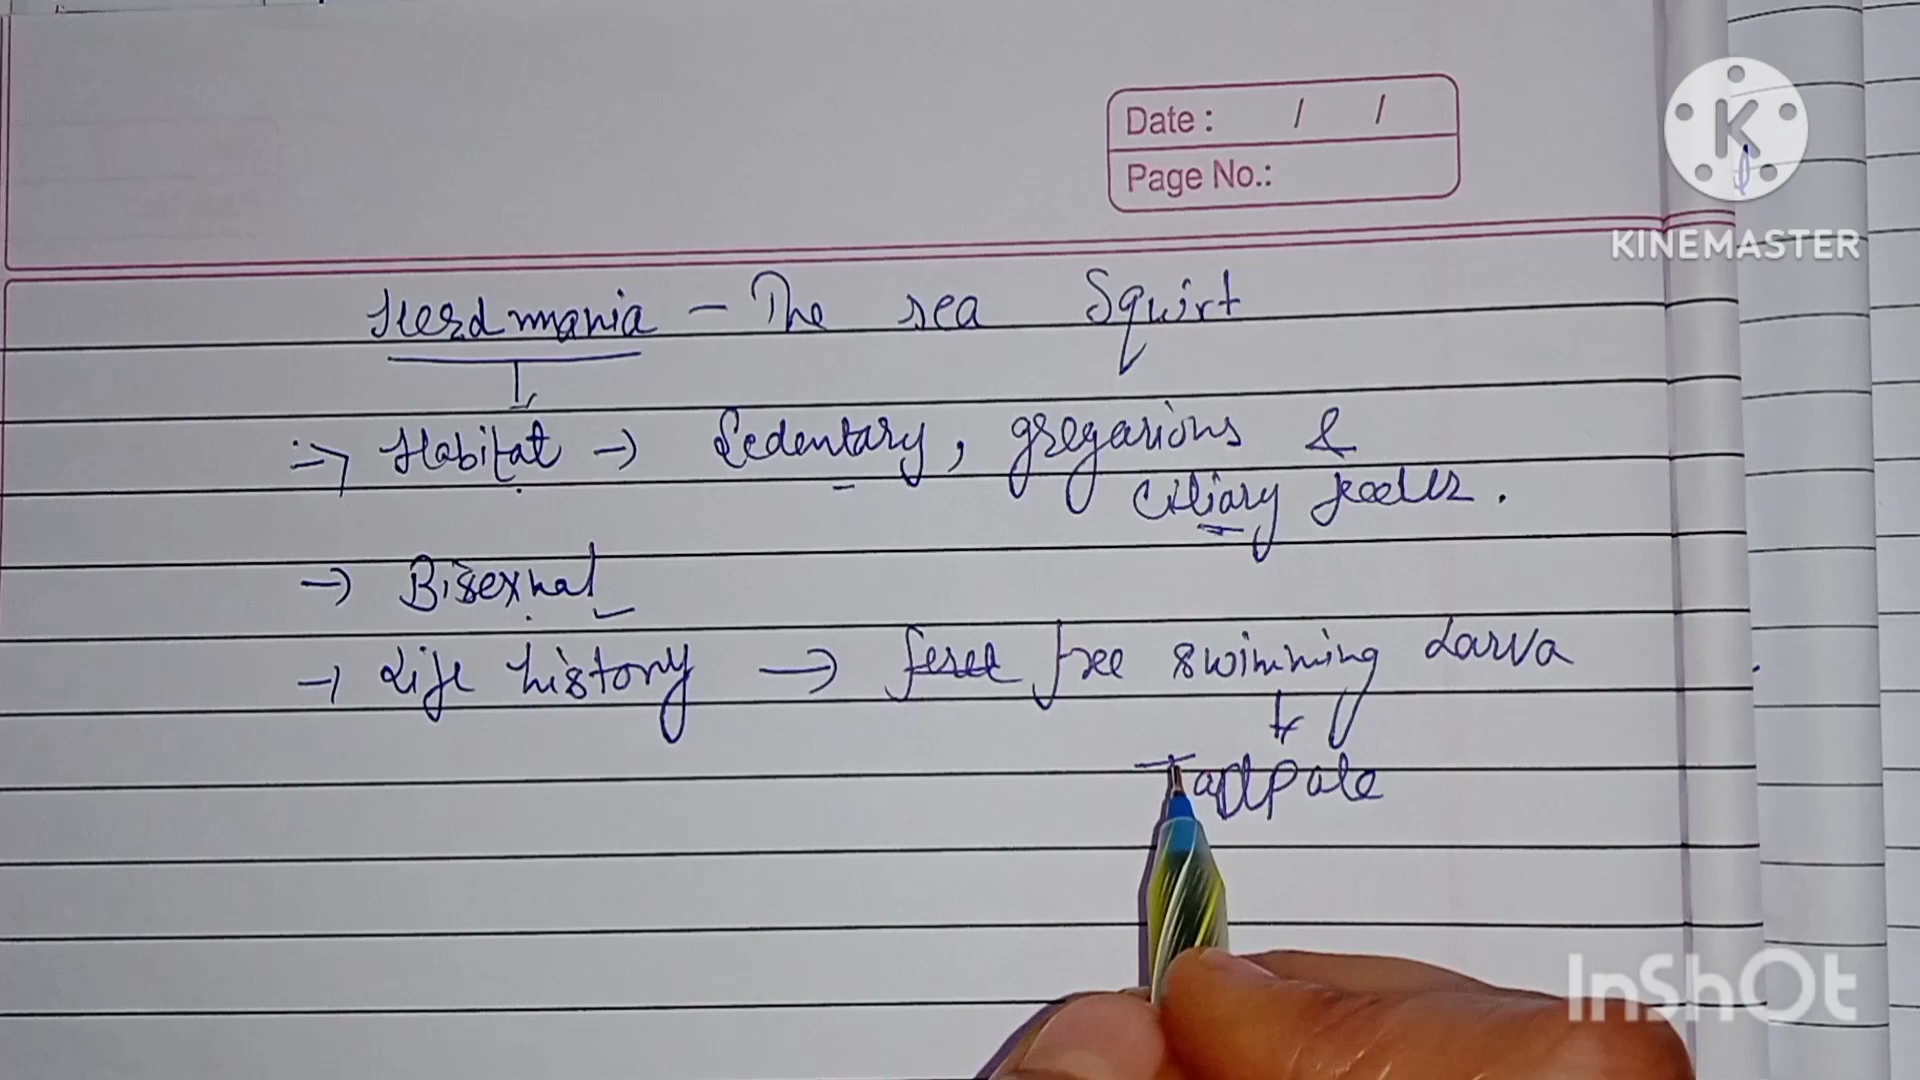 Date : / /
Page No.:
K
KINEMASTER
Herdmania - The sea Squirt
:-> Habitat -> Sedentary, gregarious &
ciliary feeder.
-> Bisexual
-> Life history -> free swimming Larva
Tadpole
InShOt